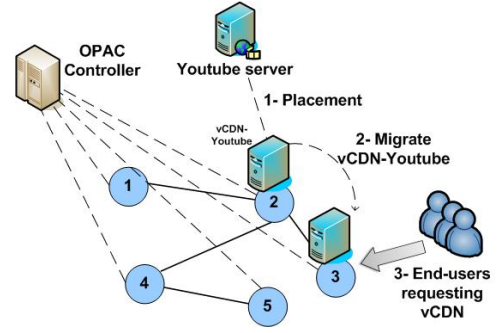 OPAC
Controller
Youtube server
1- Placement
vCDN-
Youtube
2- Migrate
vCDN-Youtube
1
2
3
4
5
3- End-users
requesting
vCDN